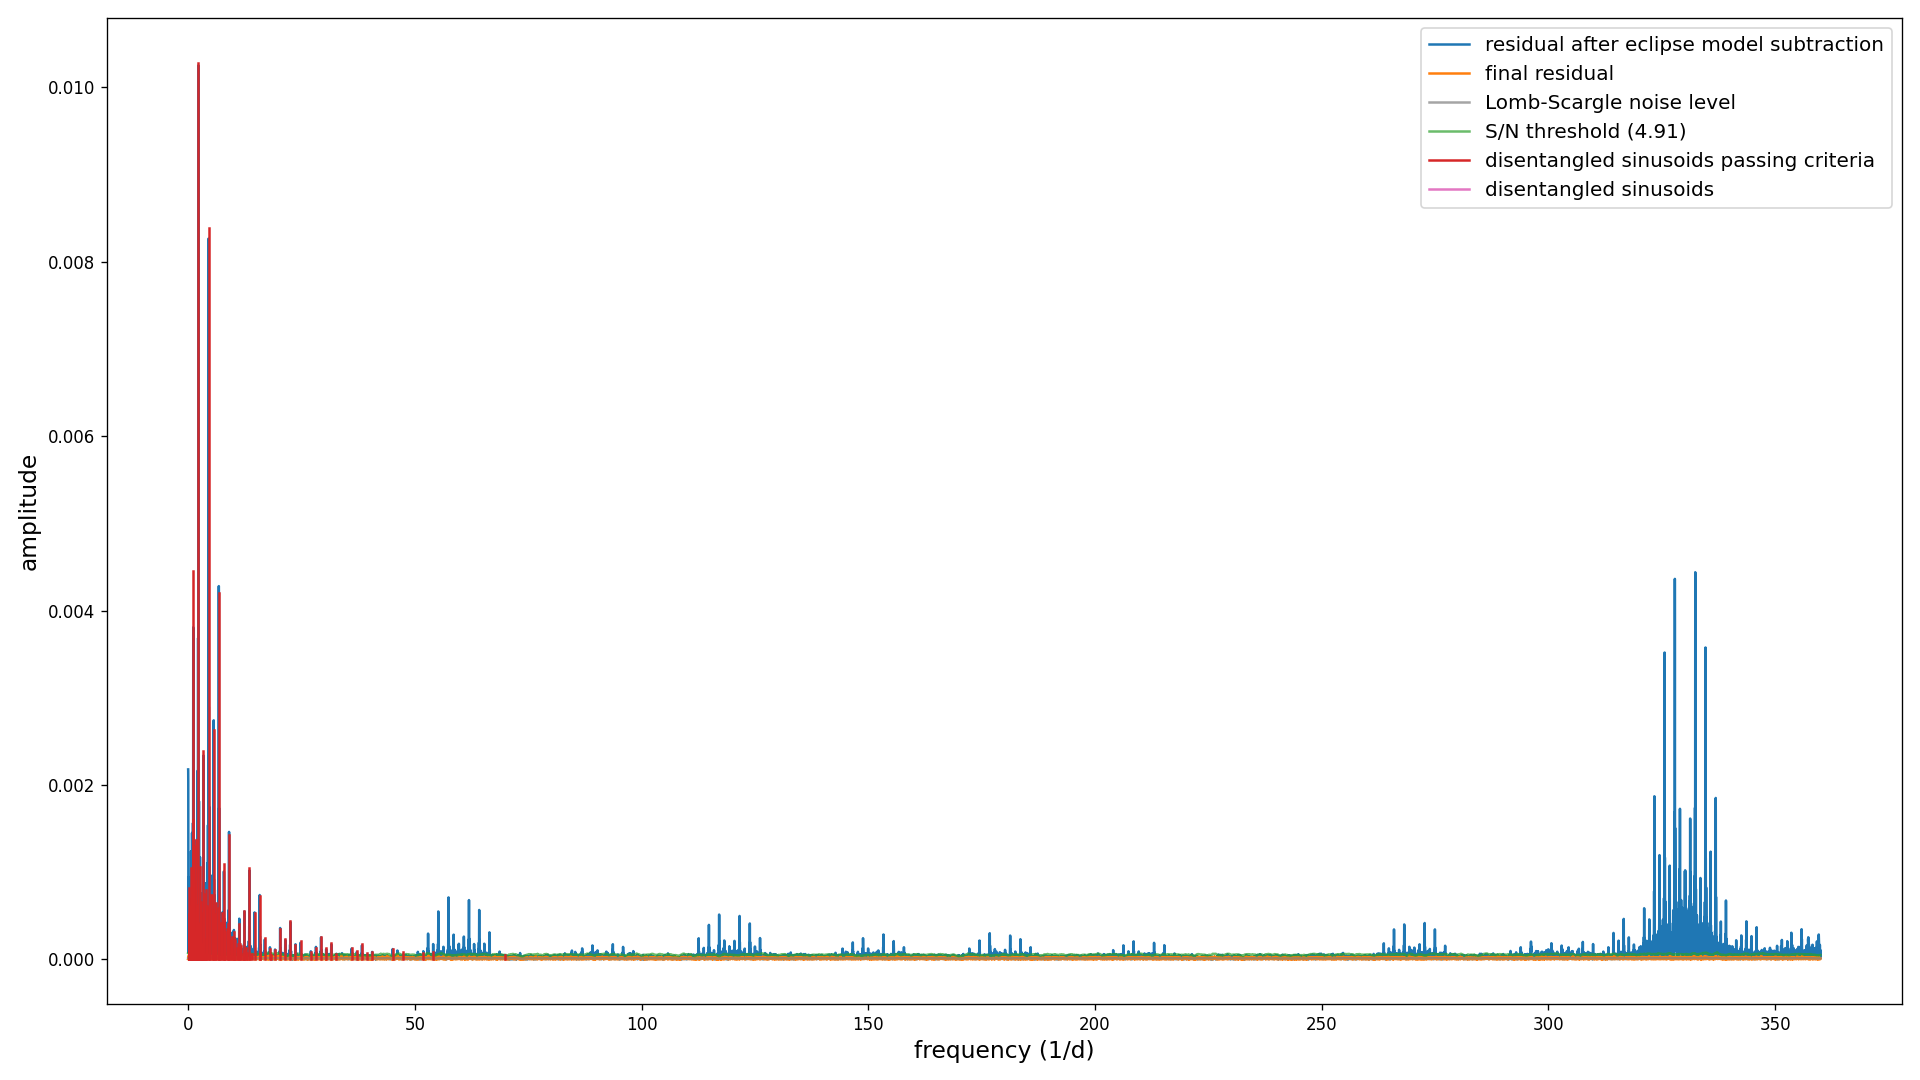 residual after eclipse model subtraction
final residual
Lomb-Scargle noise level
S/N threshold (4.91)
disentangled sinusoids passing criteria
disentangled sinusoids
0.010
0.008
0.006
0.004
0.002
0.000
amplitude
0 50 100 150 200 250 300 350
frequency (1/d)